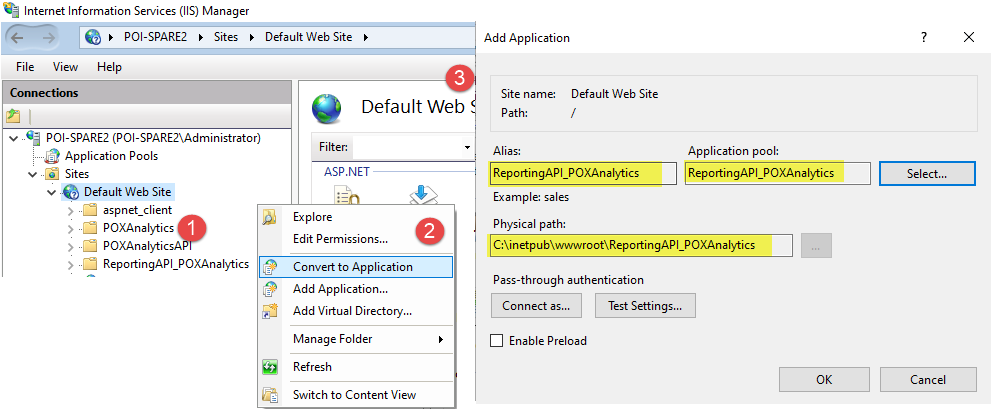 Internet Information Services (IIS) Manager
POI-SPARE2 Sites Default Web Site
File View Help
Connections
POI-SPARE2 (POI-SPARE2\Administrator)
Application Pools
Sites
Default Web Site
aspnet_client
POXAnalytics
POXAnalyticsAPI
ReportingAPI_POXAnalytics
1
3
Default Web S
Filter:
ASP.NET
2
Explore
Edit Permissions...
Convert to Application
Add Application...
Add Virtual Directory...
Manage Folder
Refresh
Switch to Content View
Add Application
?
Site name: Default Web Site
Path: /
Alias: Application pool:
ReportingAPI_POXAnalytics ReportingAPI_POXAnalytics Select...
Example: sales
Physical path:
C:\inetpub\wwwroot\ReportingAPI_POXAnalytics ...
Pass-through authentication
Connect as... Test Settings...
Enable Preload
OK Cancel